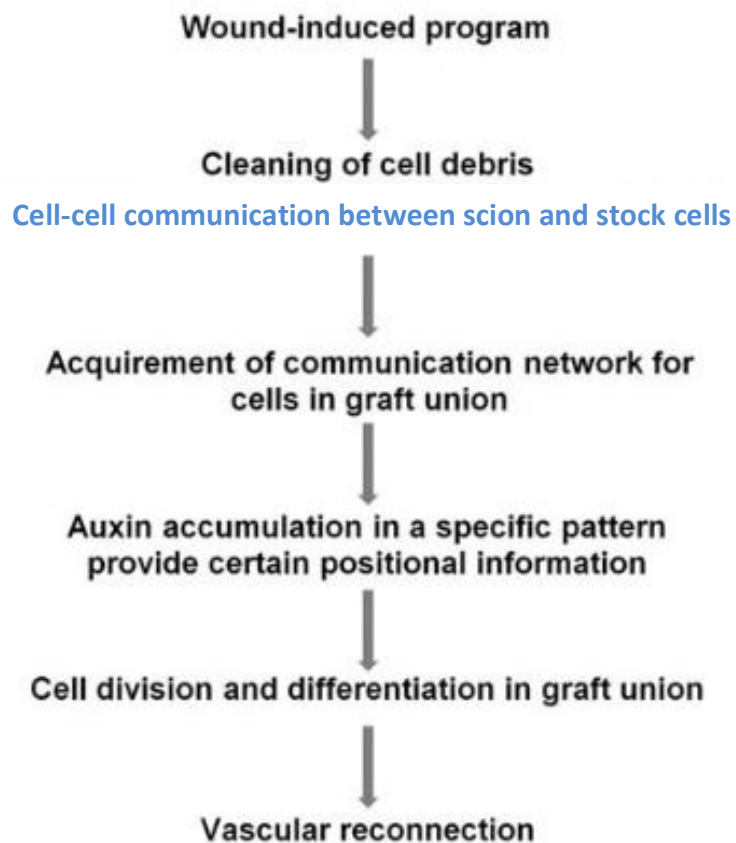 Wound-induced program
Cleaning of cell debris
Cell-cell communication between scion and stock cells
Acquirement of communication network for
cells in graft union
Auxin accumulation in a specific pattern
provide certain positional information
Cell division and differentiation in graft union
Vascular reconnection